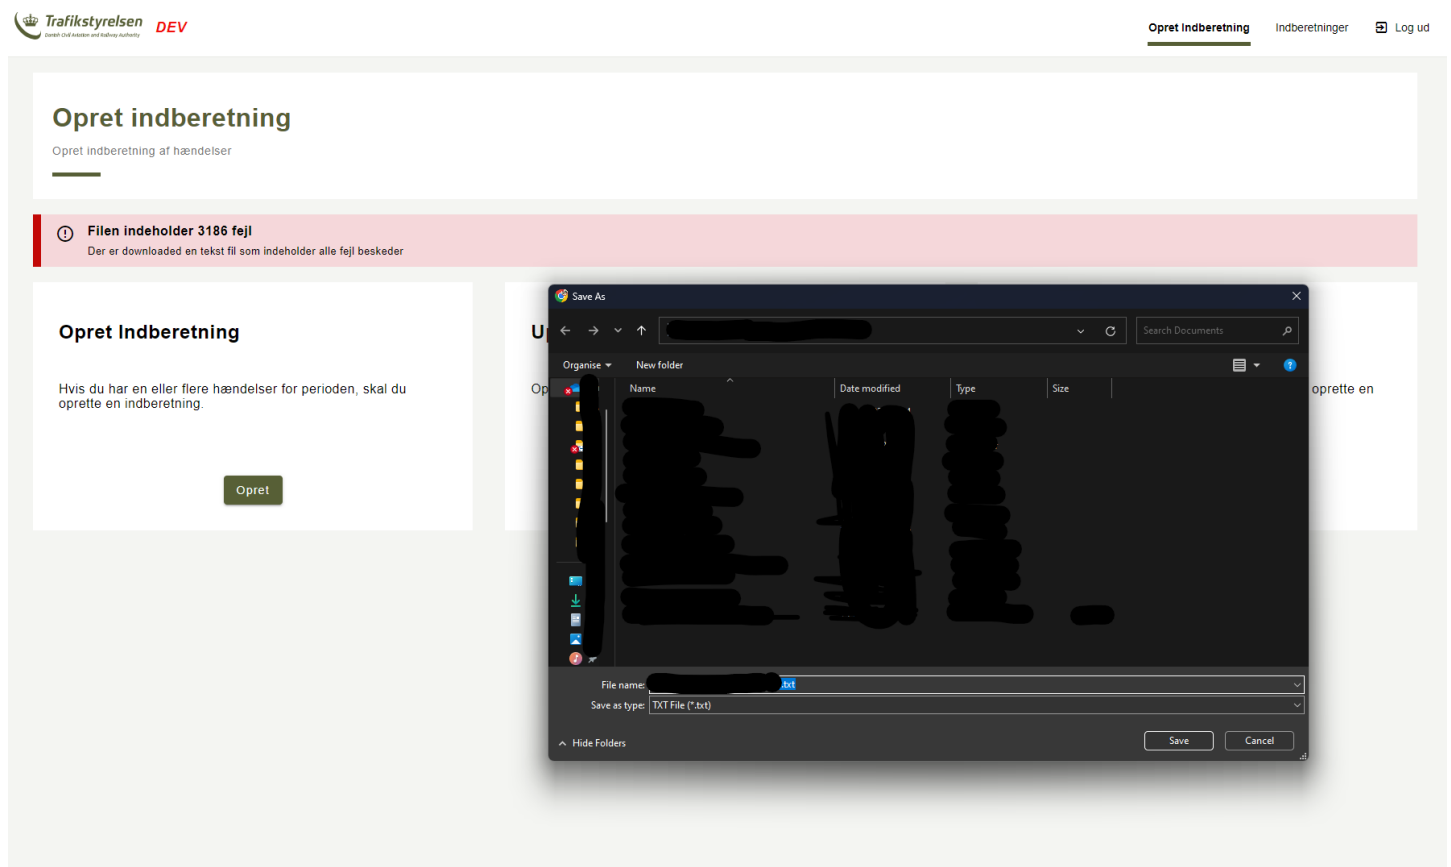 Trafikstyrelsen
Danish Civil Aviation and Railway Authority
DEV
Opret Indberetning
Indberetninger
Log ud
Opret indberetning
Opret indberetning af hændelser
Filen indeholder 3186 fejl
Der er downloaded en tekst fil som indeholder alle fejl beskeder
Opret Indberetning
Hvis du har en eller flere hændelser for perioden, skal du
oprette en indberetning.
Opret
Op
oprette en
Save As
Search Documents
Organise
New folder
Name
Date modified
Type
Size
File name:
.txt
Save as type:
TXT File (*.txt)
Hide Folders
Save
Cancel